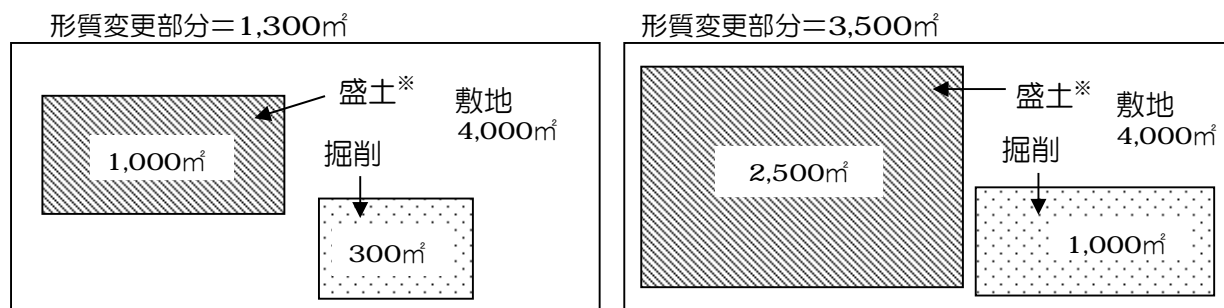 形質変更部分＝1,300㎡
盛土※
敷地
4,000㎡
1,000㎡
掘削
300㎡
形質変更部分＝3,500㎡
盛土※
敷地
4,000㎡
2,500㎡
掘削
1,000㎡